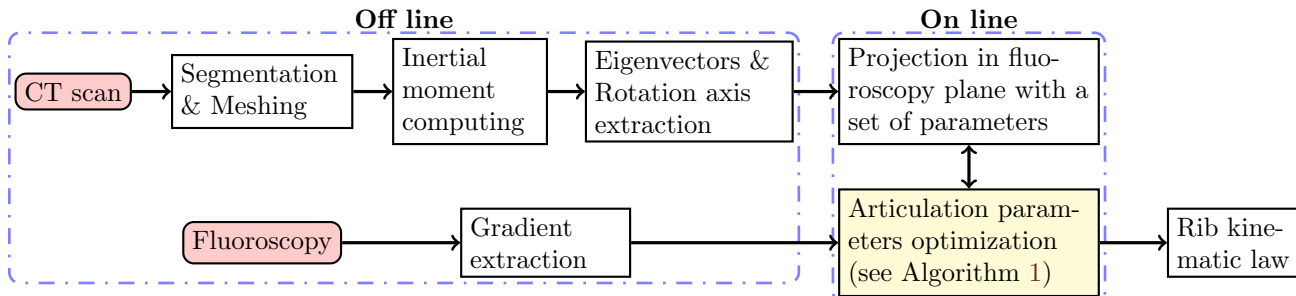 Off line
On line
CT scan
Segmentation
& Meshing
Inertial
moment
computing
Eigenvectors &
Rotation axis
extraction
Projection in fluo-
roscopy plane with a
set of parameters
Fluoroscopy
Gradient
extraction
Articulation param-
eters optimization
(see Algorithm 1)
Rib kine-
matic law